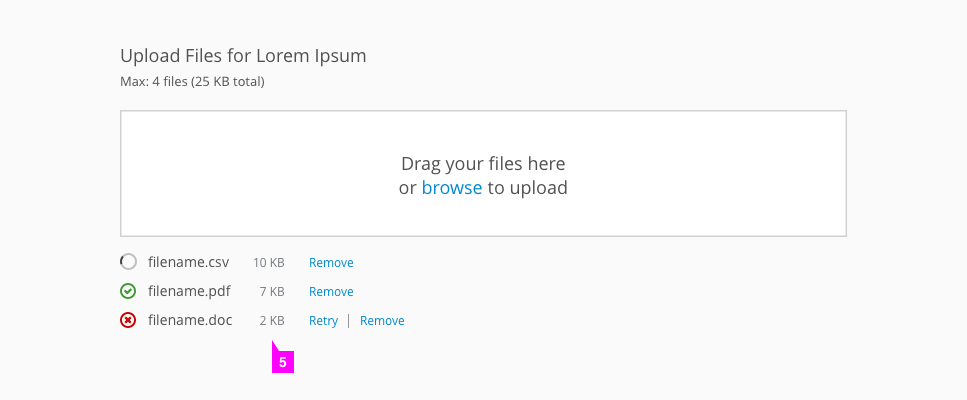 Upload Files for Lorem Ipsum
Max: 4 files (25 KB total)
Drag your files here
or browse to upload
filename.csv 10 KB Remove
filename.pdf 7 KB Remove
filename.doc 2 KB Retry | Remove
5